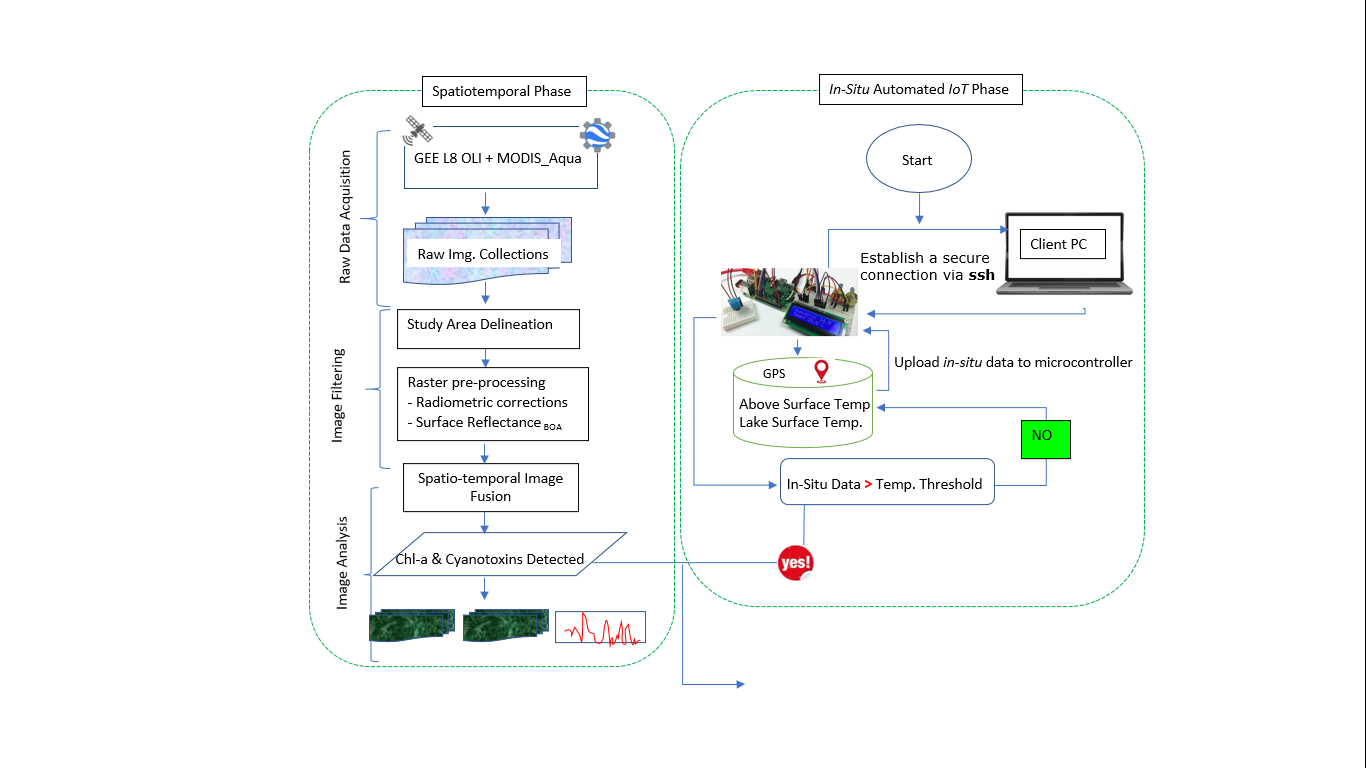 Spatiotemporal Phase
Raw Data Acquisition
GEE L8 OLI + MODIS_Aqua
Raw Img. Collections
Image Filtering
Study Area Delineation
Raster pre-processing
- Radiometric corrections
- Surface Reflectance BOA
Image Analysis
Spatio-temporal Image
Fusion
Chl-a & Cyanotoxins Detected
In-Situ Automated IoT Phase
Start
Client PC
Establish a secure
connection via ssh
Upload in-situ data to microcontroller
GPS
Above Surface Temp
Lake Surface Temp.
NO
In-Situ Data > Temp. Threshold
yes!